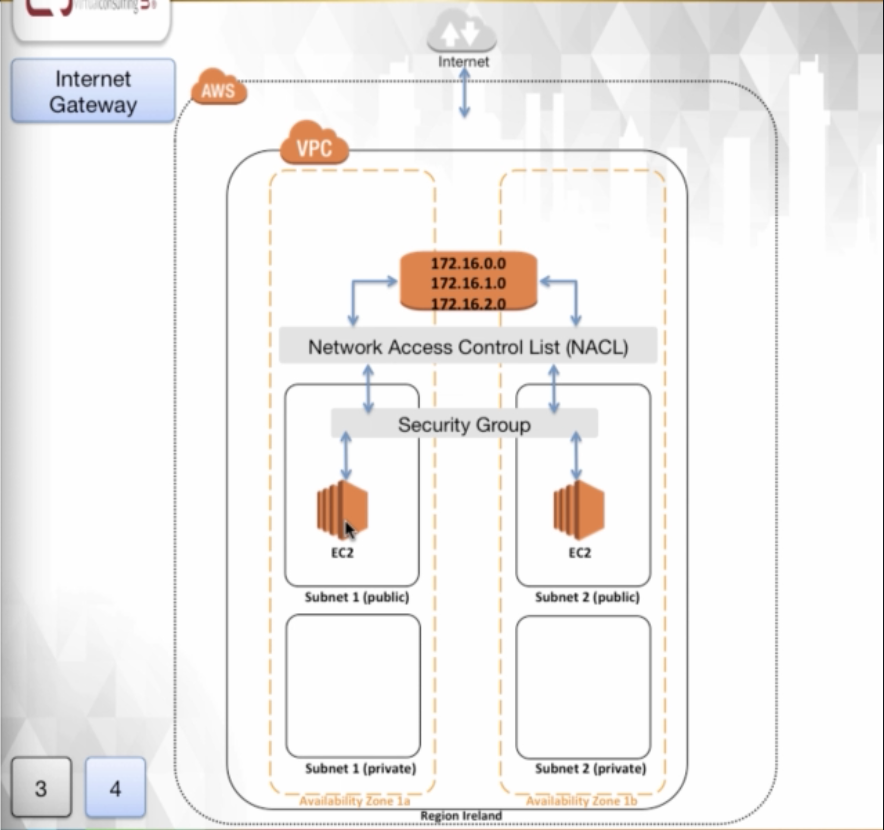 virtualconsulting
Internet
Internet
Gateway
AWS
VPC
172.16.0.0
172.16.1.0
172.16.2.0
Network Access Control List (NACL)
Security Group
EC2
EC2
Subnet 1 (public)
Subnet 2 (public)
Subnet 1 (private)
Subnet 2 (private)
3
4
Availability Zone 1a
Availability Zone 1b
Region Ireland